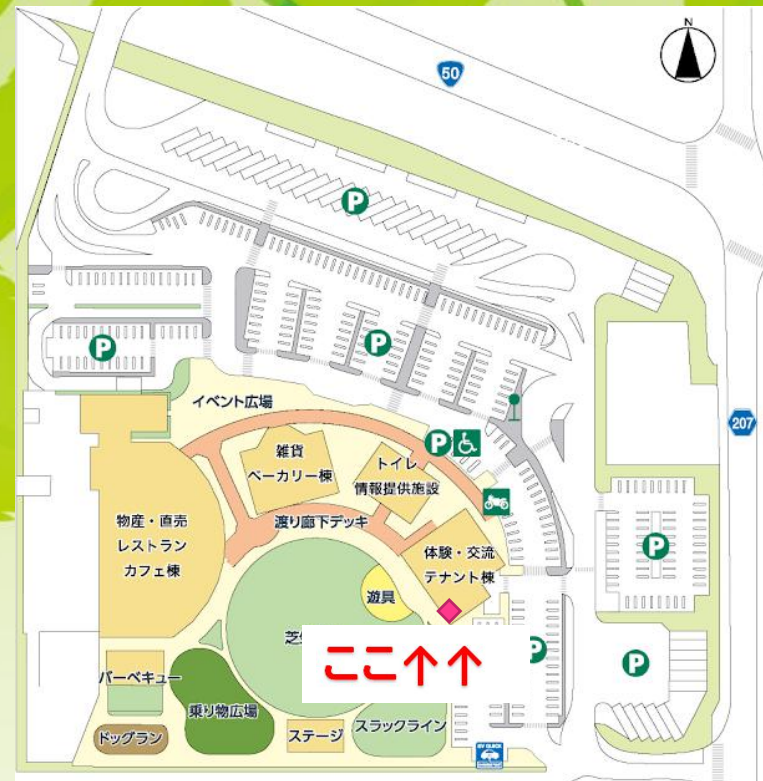 N
50
P
P
P
イベント広場
P
雑貨
ベーカリー棟
トイレ
情報提供施設
207
物産・直売
レストラン
カフェ棟
渡り廊下デッキ
体験・交流
テナント棟
P
遊具
芝生
ここ↑↑
P
P
バーベキュー
乗り物広場
ドッグラン
ステージ
スラックライン
EV QUICK